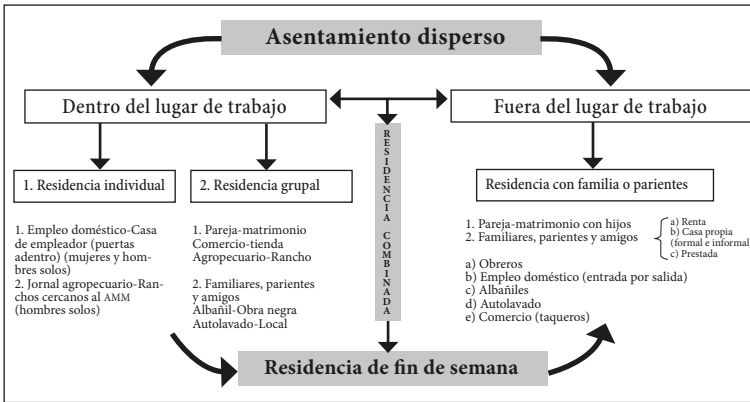 Asentamiento disperso
Dentro del lugar de trabajo
Fuera del lugar de trabajo
RESIDENCIA COMBINADA
1. Residencia individual
2. Residencia grupal
Residencia con familia o parientes
1. Empleo doméstico-Casa
de empleador (puertas
adentro) (mujeres y hom-
bres solos)
2. Jornal agropecuario-Ran-
chos cercanos al AMM
(hombres solos)
1. Pareja-matrimonio
Comercio-tienda
Agropecuario-Rancho
2. Familiares, parientes
y amigos
Albañil-Obra negra
Autolavado-Local
1. Pareja-matrimonio con hijos
2. Familiares, parientes y amigos
a) Renta
b) Casa propia
(formal e informal)
c) Prestada
a) Obreros
b) Empleo doméstico (entrada por salida)
c) Albañiles
d) Autolavado
e) Comercio (taqueros)
Residencia de fin de semana